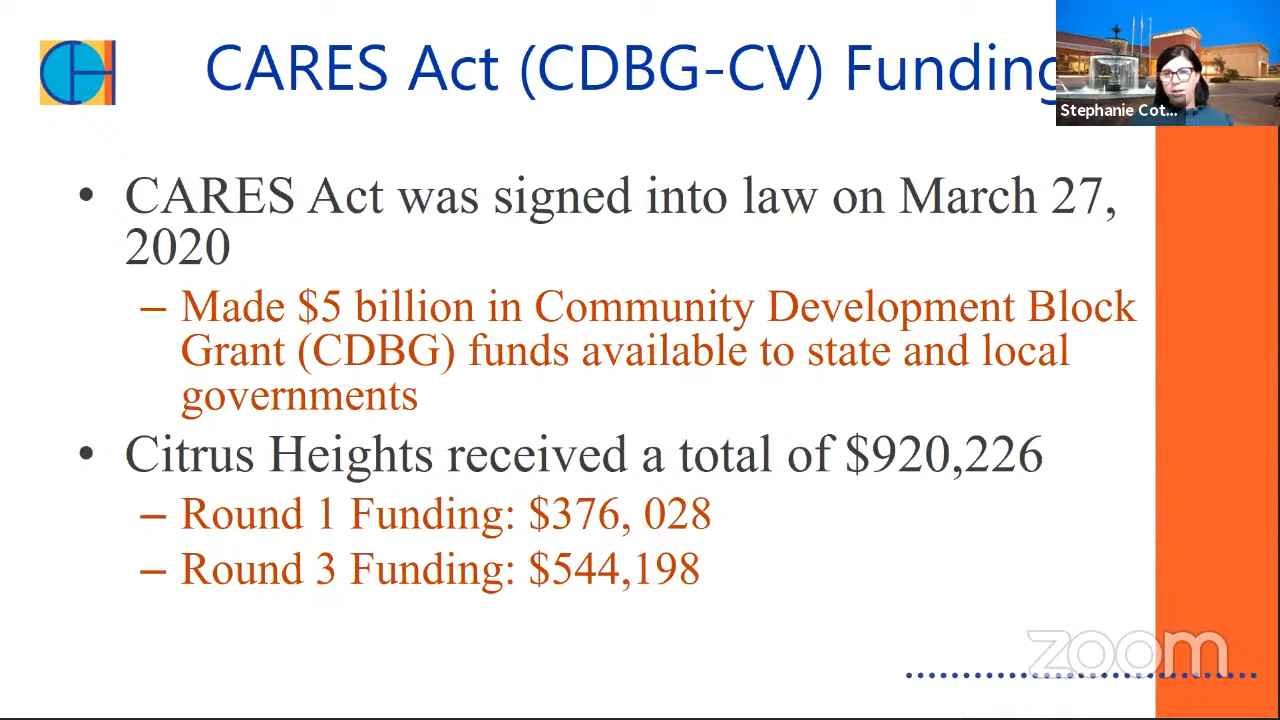 CARES Act (CDBG-CV) Funding
Stephanie Cot...
• CARES Act was signed into law on March 27,
2020
– Made $5 billion in Community Development Block
Grant (CDBG) funds available to state and local
governments
• Citrus Heights received a total of $920,226
– Round 1 Funding: $376, 028
– Round 3 Funding: $544,198
zoom